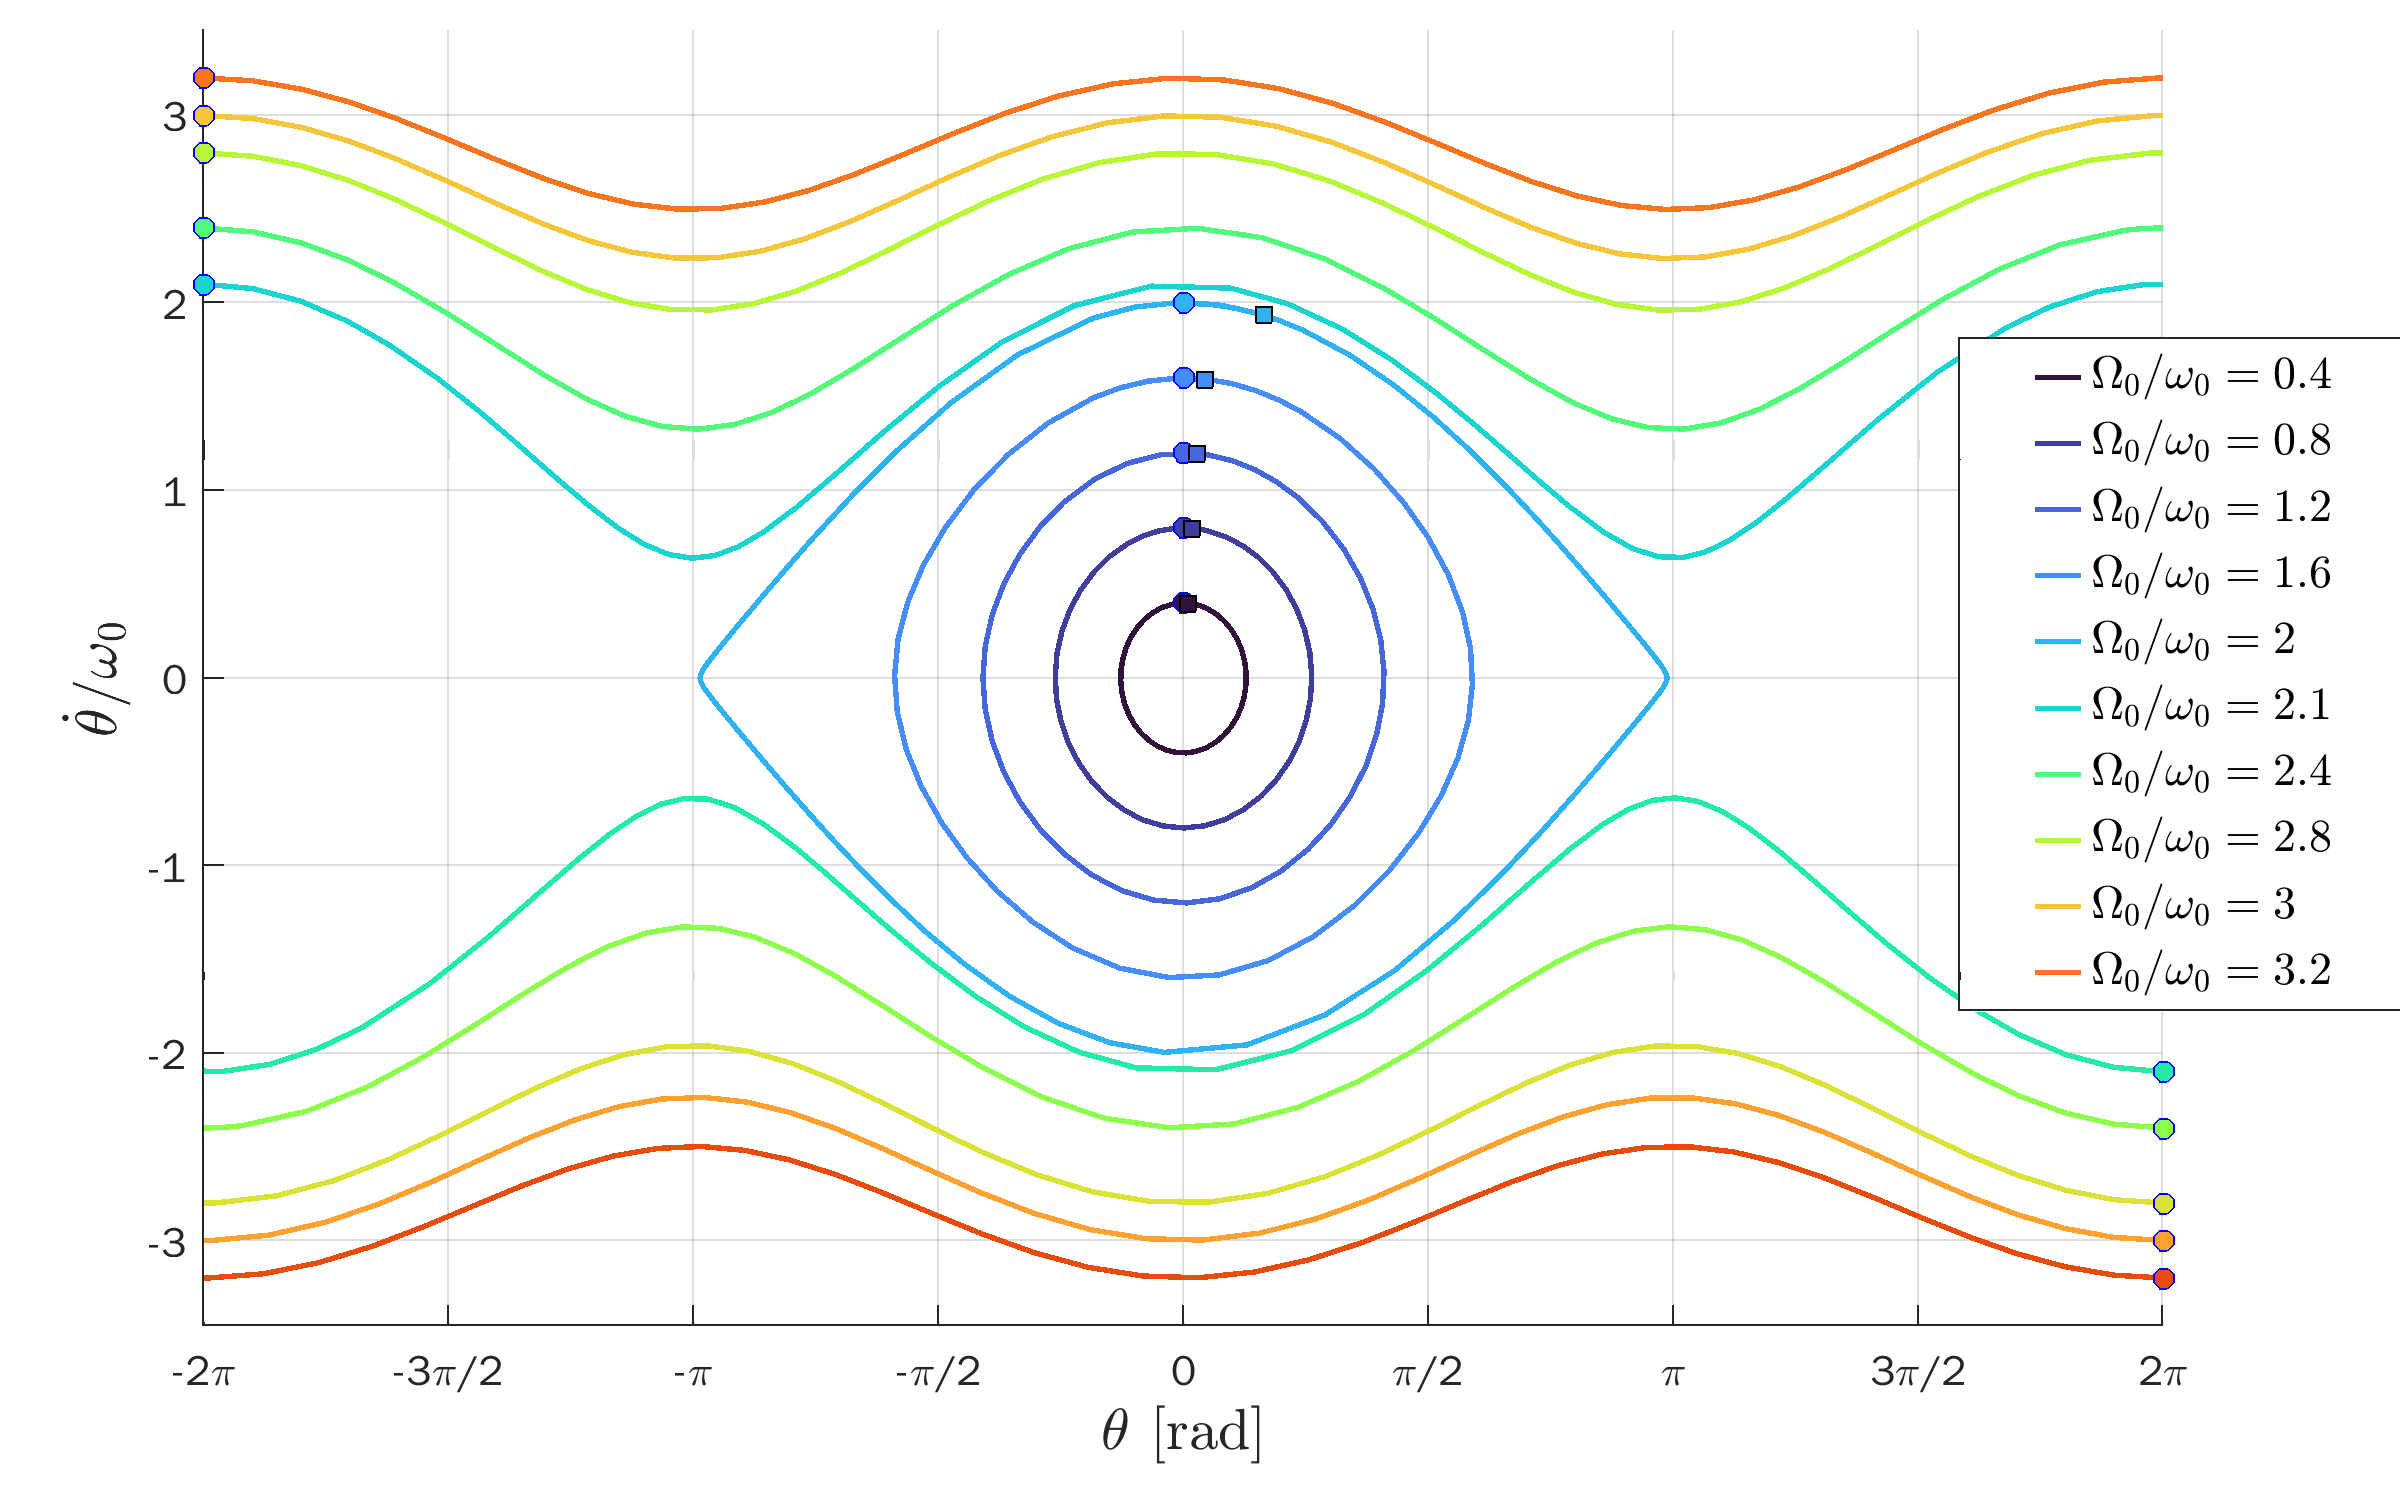 3
2
1
0
-1
-2
-3
θ̇/ω₀
-2π -3π/2 -π -π/2 0 π/2 π 3π/2 2π
θ [rad]
Ω₀/ω₀ = 0.4
Ω₀/ω₀ = 0.8
Ω₀/ω₀ = 1.2
Ω₀/ω₀ = 1.6
Ω₀/ω₀ = 2
Ω₀/ω₀ = 2.1
Ω₀/ω₀ = 2.4
Ω₀/ω₀ = 2.8
Ω₀/ω₀ = 3
Ω₀/ω₀ = 3.2